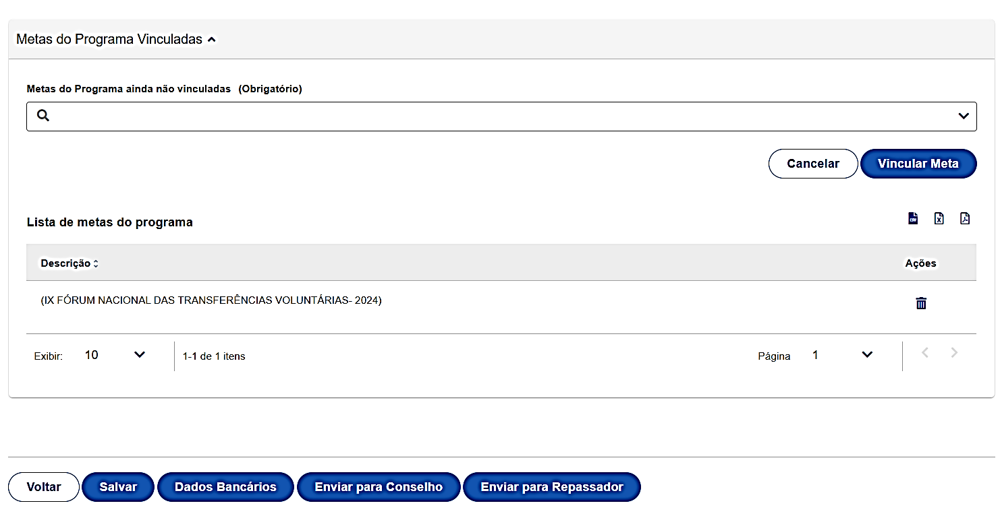 Metas do Programa Vinculadas
Metas do Programa ainda não vinculadas (Obrigatório)
Cancelar Vincular Meta
Lista de metas do programa
CSV X
Descrição Ações
(IX FÓRUM NACIONAL DAS TRANSFERÊNCIAS VOLUNTÁRIAS- 2024)
Exibir: 10 1-1 de 1 itens Página 1
Voltar Salvar Dados Bancários Enviar para Conselho Enviar para Repassador